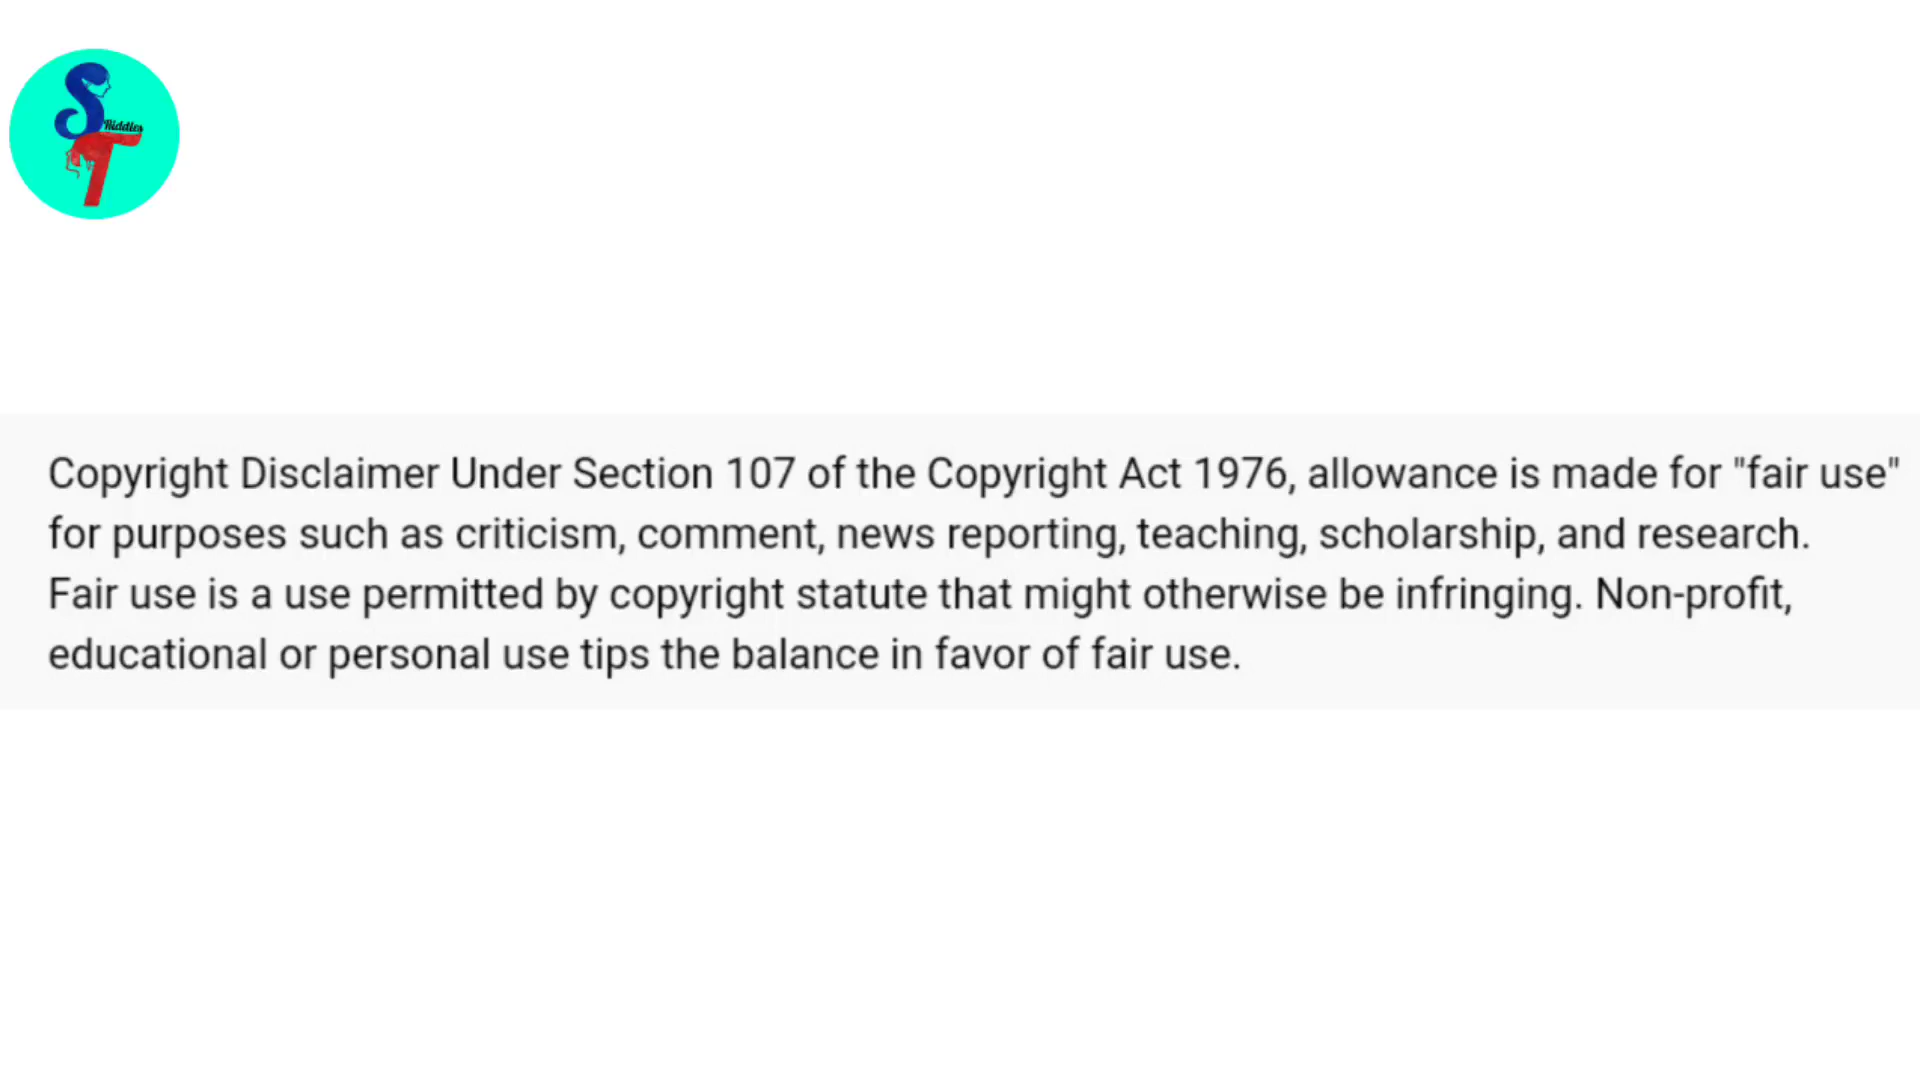 S
Riddles
T
Copyright Disclaimer Under Section 107 of the Copyright Act 1976, allowance is made for "fair use"
for purposes such as criticism, comment, news reporting, teaching, scholarship, and research.
Fair use is a use permitted by copyright statute that might otherwise be infringing. Non-profit,
educational or personal use tips the balance in favor of fair use.